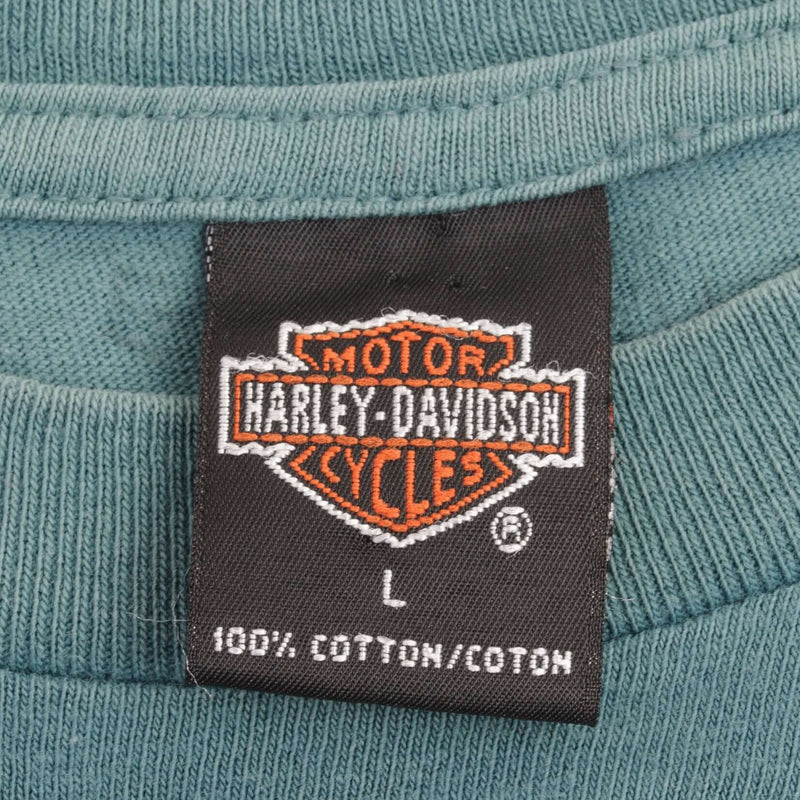 MOTOR
HARLEY-DAVIDSON
CYCLES
®
L
100% COTTON/COTON